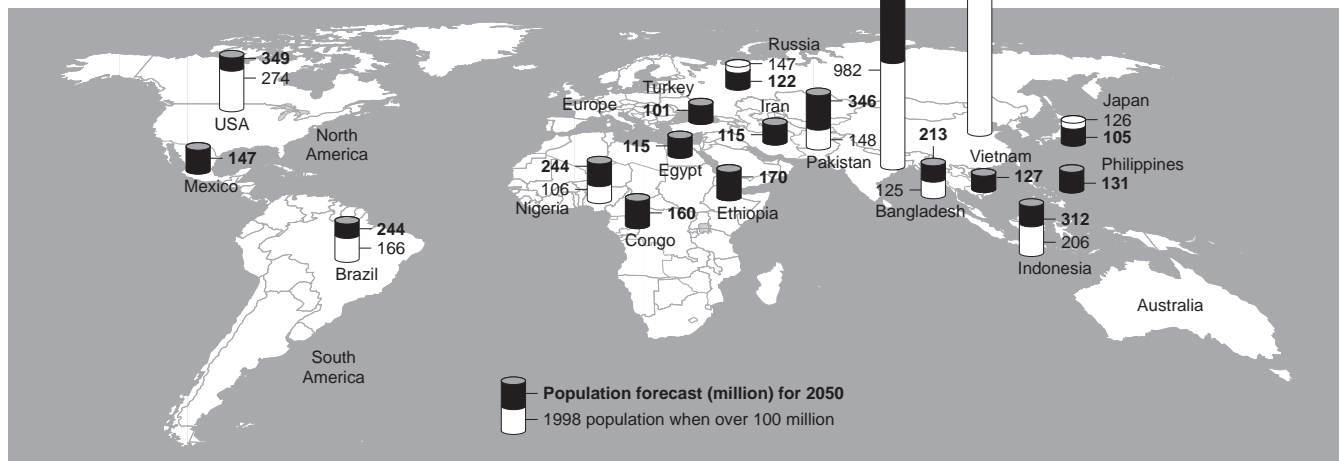 349
274
USA
North
America
147
Mexico
244
166
Brazil
South
America
Russia
147
122
Turkey
Europe
101
Iran
115
346
148
Pakistan
115
Egypt
244
106
Nigeria
170
Ethiopia
160
Congo
982
213
125
Bangladesh
Vietnam
127
Japan
126
105
Philippines
131
312
206
Indonesia
Australia
Population forecast (million) for 2050
1998 population when over 100 million